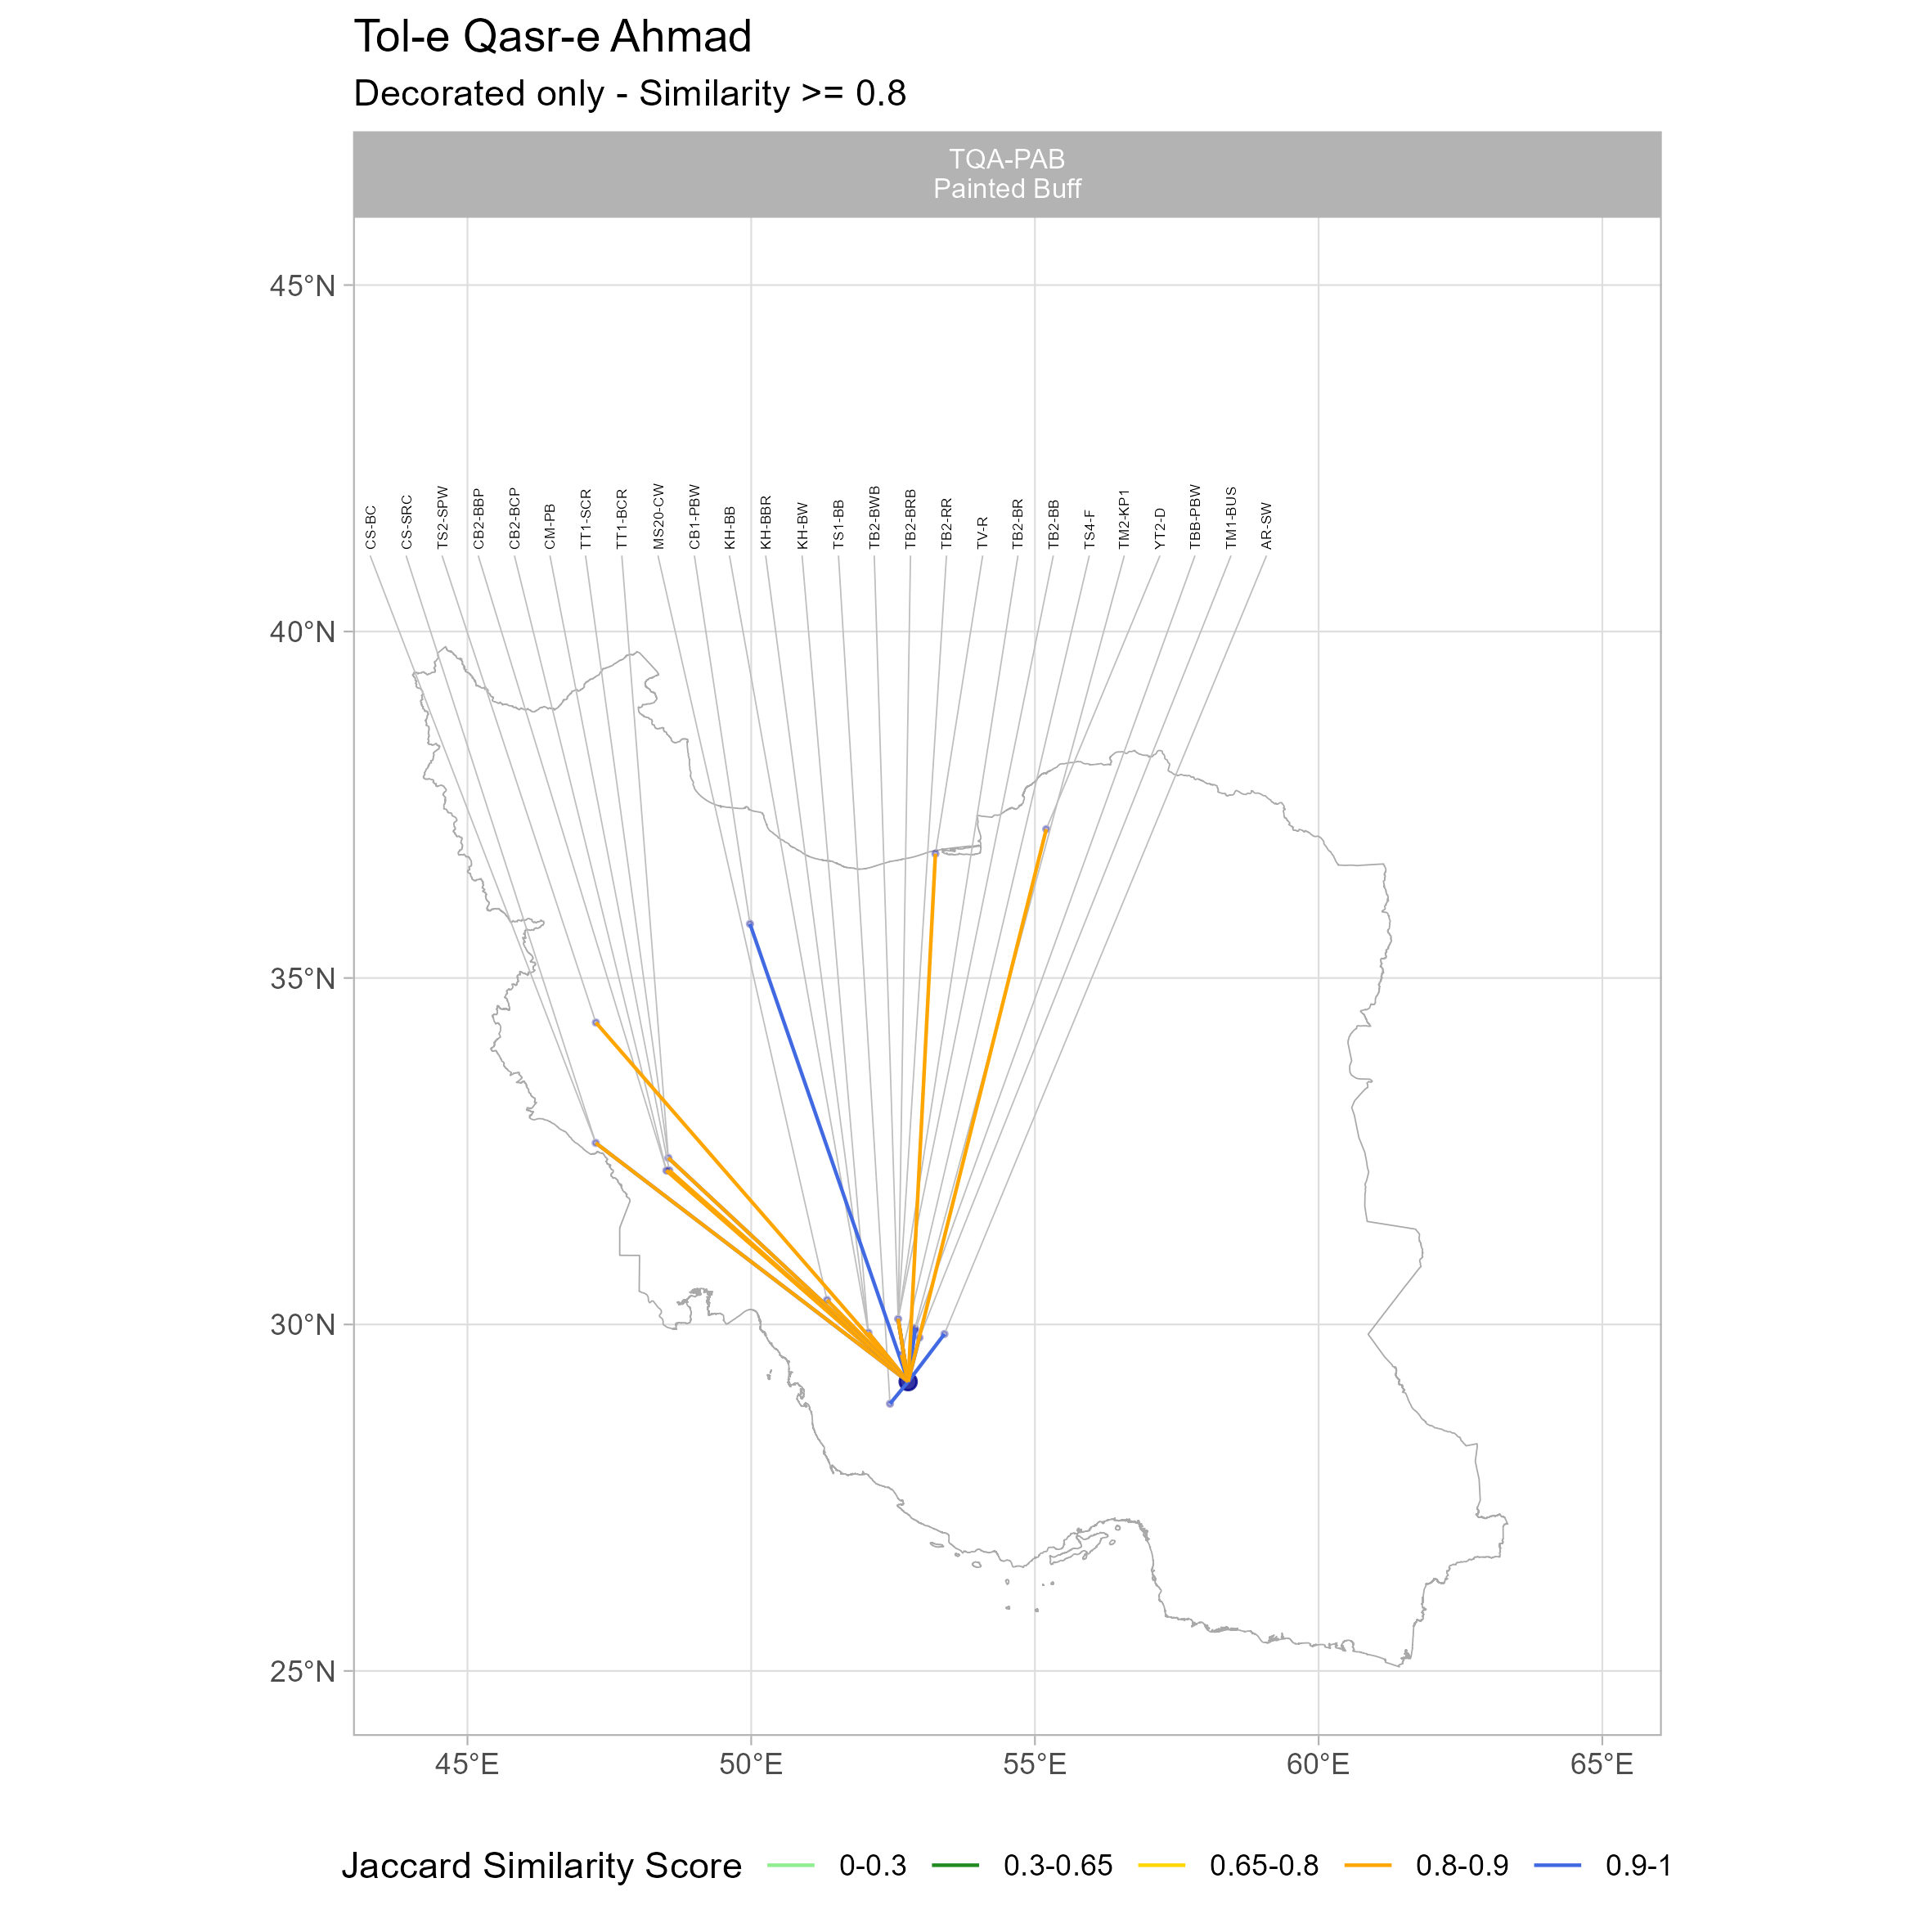 Tol-e Qasr-e Ahmad
Decorated only - Similarity >= 0.8
TQA-PAB
Painted Buff
45°N
CS-BC
CS-SRC
TS2-SPW
CB2-BBP
CB2-BCP
CM-PB
TT1-SCR
TT1-BCR
MS20-CW
CB1-PBW
KH-BB
KH-BBR
KH-BW
TS1-BB
TB2-BWB
TB2-BRB
TB2-RR
TV-R
TB2-BR
TB2-BB
TS4-F
TM2-KP1
YT2-D
TBB-PBW
TM1-BUS
AR-SW
40°N
35°N
30°N
25°N
45°E 50°E 55°E 60°E 65°E
Jaccard Similarity Score 0-0.3 0.3-0.65 0.65-0.8 0.8-0.9 0.9-1